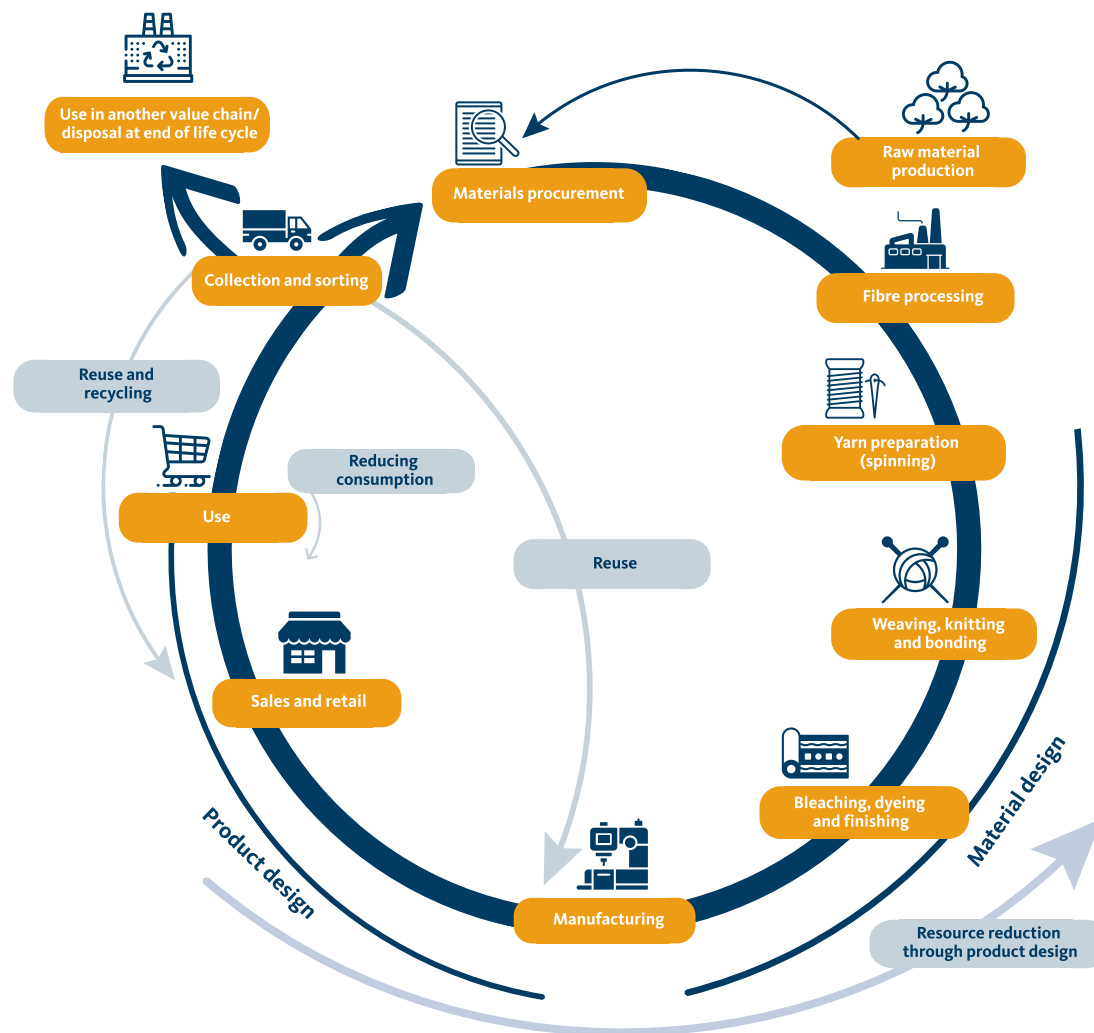 Use in another value chain/
disposal at end of life cycle
Materials procurement
Raw material
production
Collection and sorting
Fibre processing
Reuse and
recycling
Yarn preparation
(spinning)
Reducing
consumption
Use
Reuse
Weaving, knitting
and bonding
Sales and retail
Bleaching, dyeing
and finishing
Material design
Product design
Manufacturing
Resource reduction
through product design